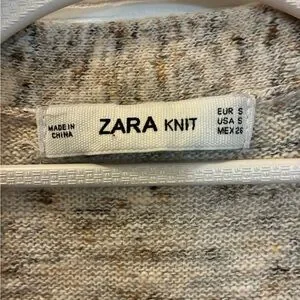 MADE IN
CHINA
ZARA KNIT
EUR S
USA S
MEX 26